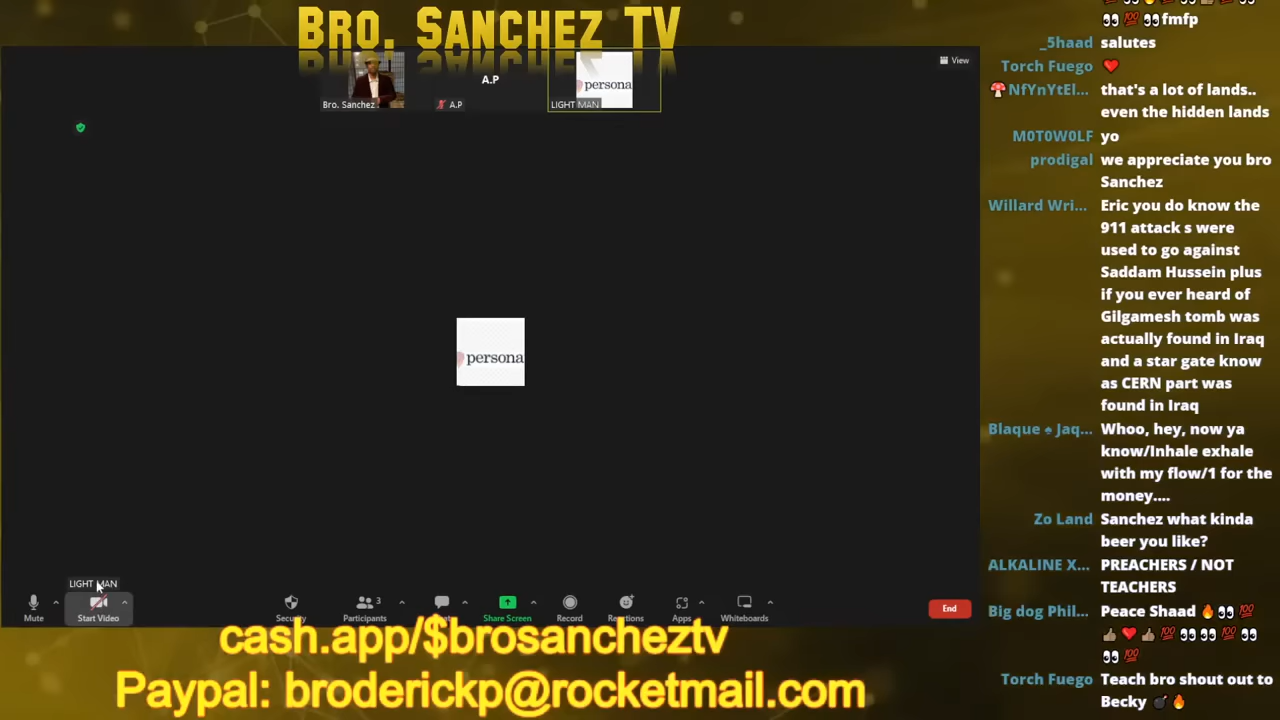 Bro. Sanchez TV
View
A.P
persona
Bro. Sanchez
A.P
LIGHT MAN
persona
LIGHT MAN
Mute
Start Video
Security
Participants
3
Share Screen
Record
Reactions
Apps
Whiteboards
End
cash.app/$brosancheztv
Paypal: broderickp@rocketmail.com
fmfp
_5haad salutes
Torch Fuego
NfYnYtEl... that's a lot of lands..
even the hidden lands
M0T0W0LF yo
prodigal we appreciate you bro
Sanchez
Willard Wri... Eric you do know the
911 attack s were
used to go against
Saddam Hussein plus
if you ever heard of
Gilgamesh tomb was
actually found in Iraq
and a star gate know
as CERN part was
found in Iraq
Blaque ♠ Jaq... Whoo, hey, now ya
know/Inhale exhale
with my flow/1 for the
money....
Zo Land Sanchez what kinda
beer you like?
ALKALINE X... PREACHERS / NOT
TEACHERS
Big dog Phil... Peace Shaad
Torch Fuego Teach bro shout out to
Becky